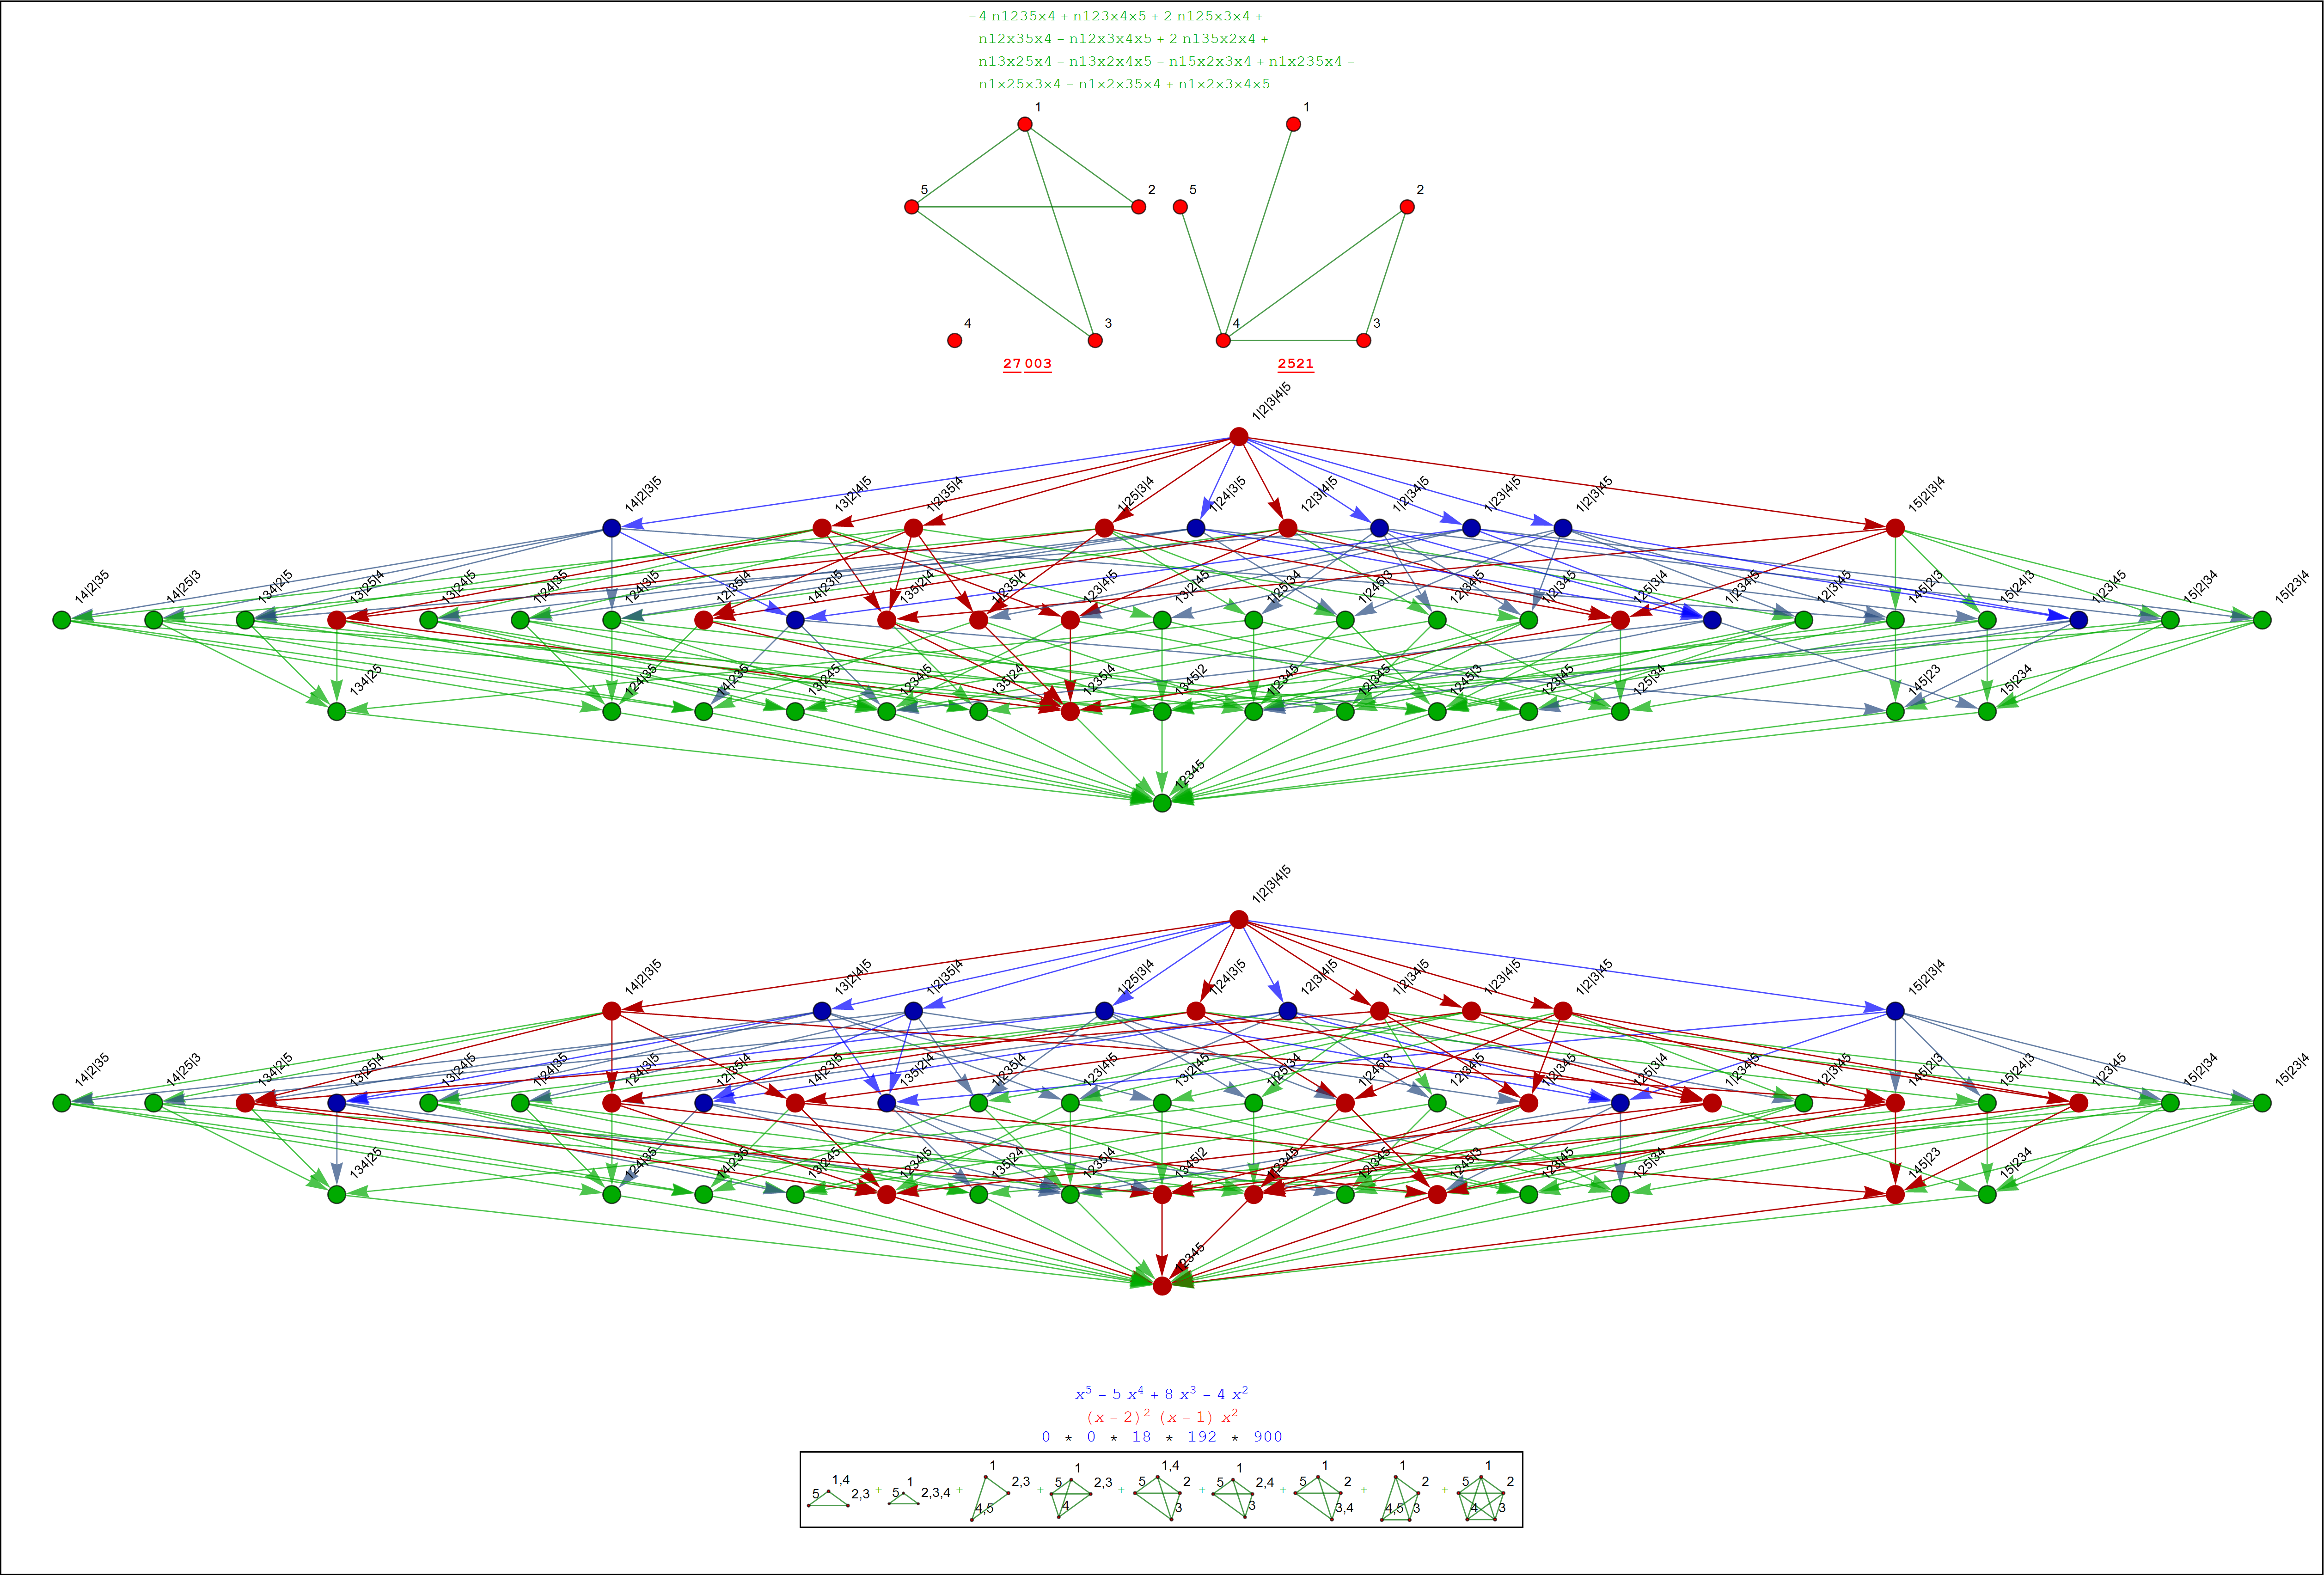 −4 n1235x4 + n123x4x5 + 2 n125x3x4 +
n12x35x4 − n12x3x4x5 + 2 n135x2x4 +
n13x25x4 − n13x2x4x5 − n15x2x3x4 + n1x235x4 −
n1x25x3x4 − n1x2x35x4 + n1x2x3x4x5
1 1
5 2 5 2
4 3 4 3
27 003 2521
1|2|3|4|5
14|2|3|5 13|2|4|5 1|2|35|4 1|25|3|4 1|24|3|5 12|3|4|5 1|2|34|5 1|23|4|5 1|2|3|45 15|2|3|4
14|2|35 14|25|3 134|2|5 13|25|4 13|24|5 1|24|35 124|3|5 12|35|4 14|23|5 135|2|4 1|235|4 123|4|5 13|2|45 1|25|34 1|245|3 12|34|5 1|2|345 125|3|4 1|234|5 12|3|45 145|2|3 15|24|3 1|23|45 15|2|34 15|23|4
134|25 124|35 14|235 13|245 1234|5 135|24 1235|4 1345|2 1|2345 12|345 1245|3 123|45 125|34 145|23 15|234
12345
1|2|3|4|5
14|2|3|5 13|2|4|5 1|2|35|4 1|25|3|4 1|24|3|5 12|3|4|5 1|2|34|5 1|23|4|5 1|2|3|45 15|2|3|4
14|2|35 14|25|3 134|2|5 13|25|4 13|24|5 1|24|35 124|3|5 12|35|4 14|23|5 135|2|4 1|235|4 123|4|5 13|2|45 1|25|34 1|245|3 12|34|5 1|2|345 125|3|4 1|234|5 12|3|45 145|2|3 15|24|3 1|23|45 15|2|34 15|23|4
134|25 124|35 14|235 13|245 1234|5 135|24 1235|4 1345|2 1|2345 12|345 1245|3 123|45 125|34 145|23 15|234
12345
x⁵ − 5 x⁴ + 8 x³ − 4 x²
(x − 2)² (x − 1) x²
0 * 0 * 18 * 192 * 900
5 1,4 2,3 + 5 1 2,3,4 + 1 2,3 4,5 + 5 1 2,3 4 + 5 1,4 2 3 + 5 1 2,4 3 + 5 1 2 3,4 + 1 2 4,5 3 + 5 1 2 4 3